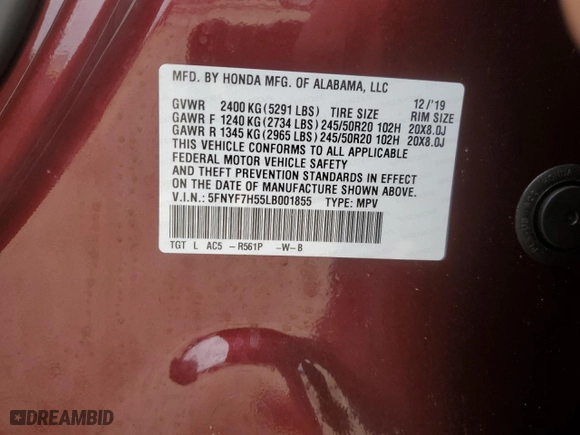 MFD. BY HONDA MFG. OF ALABAMA, LLC
GVWR 2400 KG (5291 LBS) TIRE SIZE 12/'19 RIM SIZE
GAWR F 1240 KG (2734 LBS) 245/50R20 102H 20X8.0J
GAWR R 1345 KG (2965 LBS) 245/50R20 102H 20X8.0J
THIS VEHICLE CONFORMS TO ALL APPLICABLE
FEDERAL MOTOR VEHICLE SAFETY
AND THEFT PREVENTION STANDARDS IN EFFECT
ON THE DATE OF MANUFACTURE SHOWN ABOVE.
V.I.N.: 5FNYF7H55LB001855 TYPE: MPV
TGT L AC5 -R561P -W-B
DREAMBID